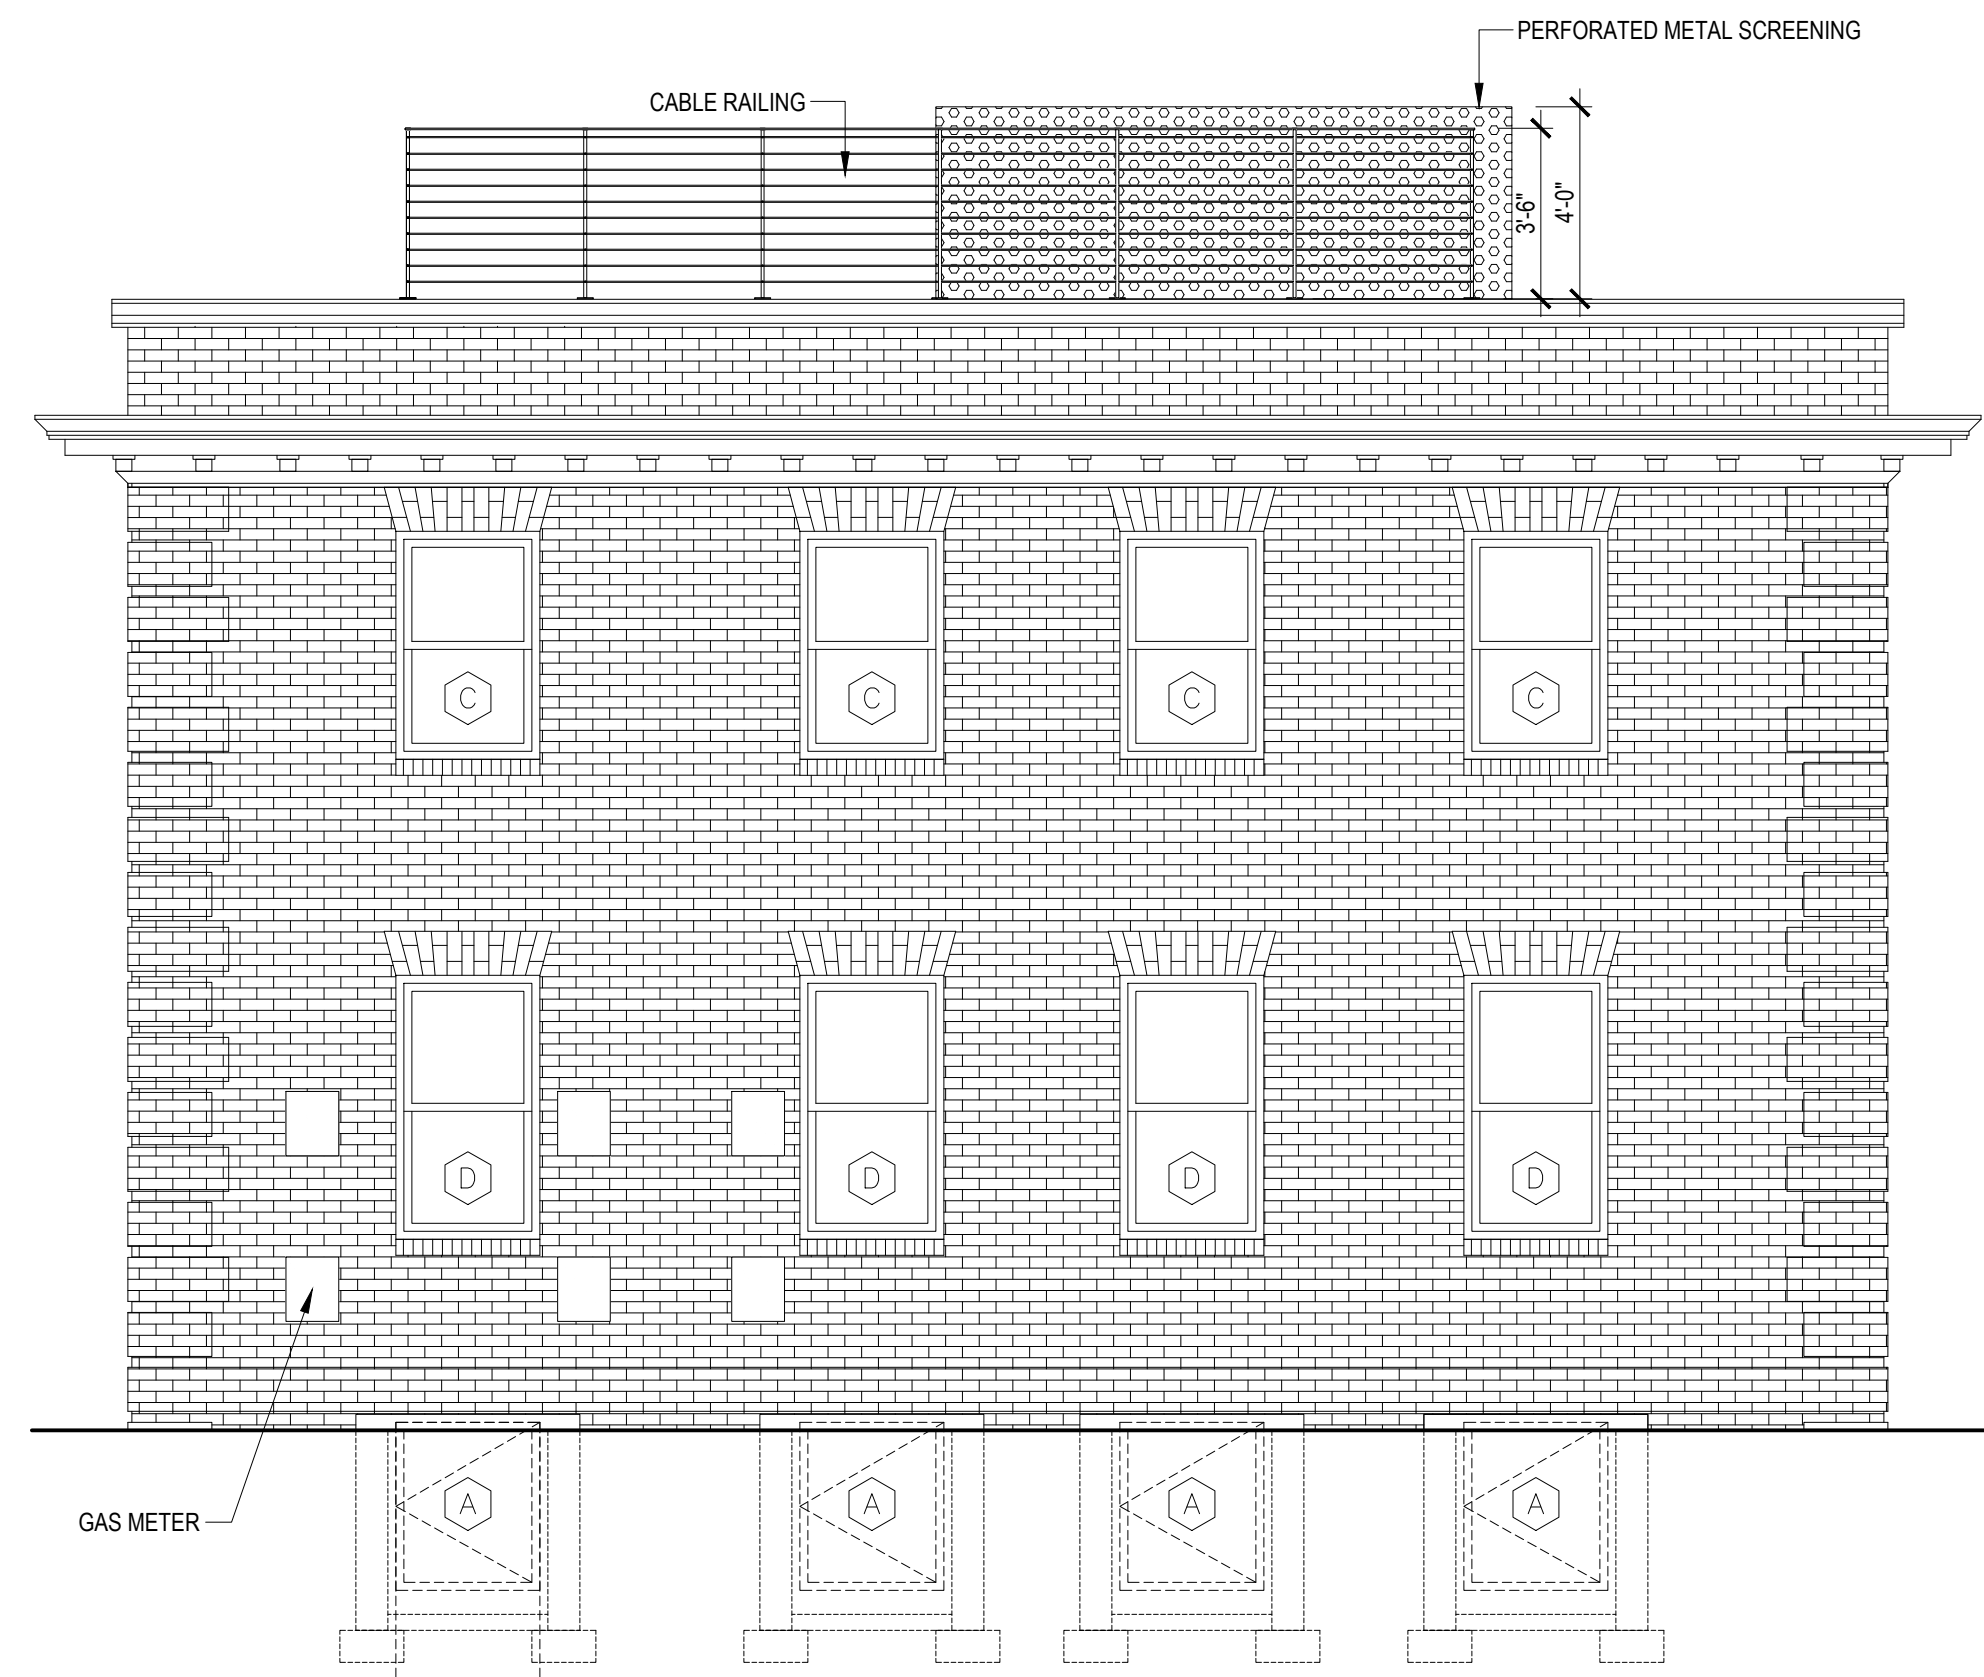 PERFORATED METAL SCREENING
CABLE RAILING
3'-6"
4'-0"
C
C
C
C
D
D
D
D
GAS METER
A
A
A
A